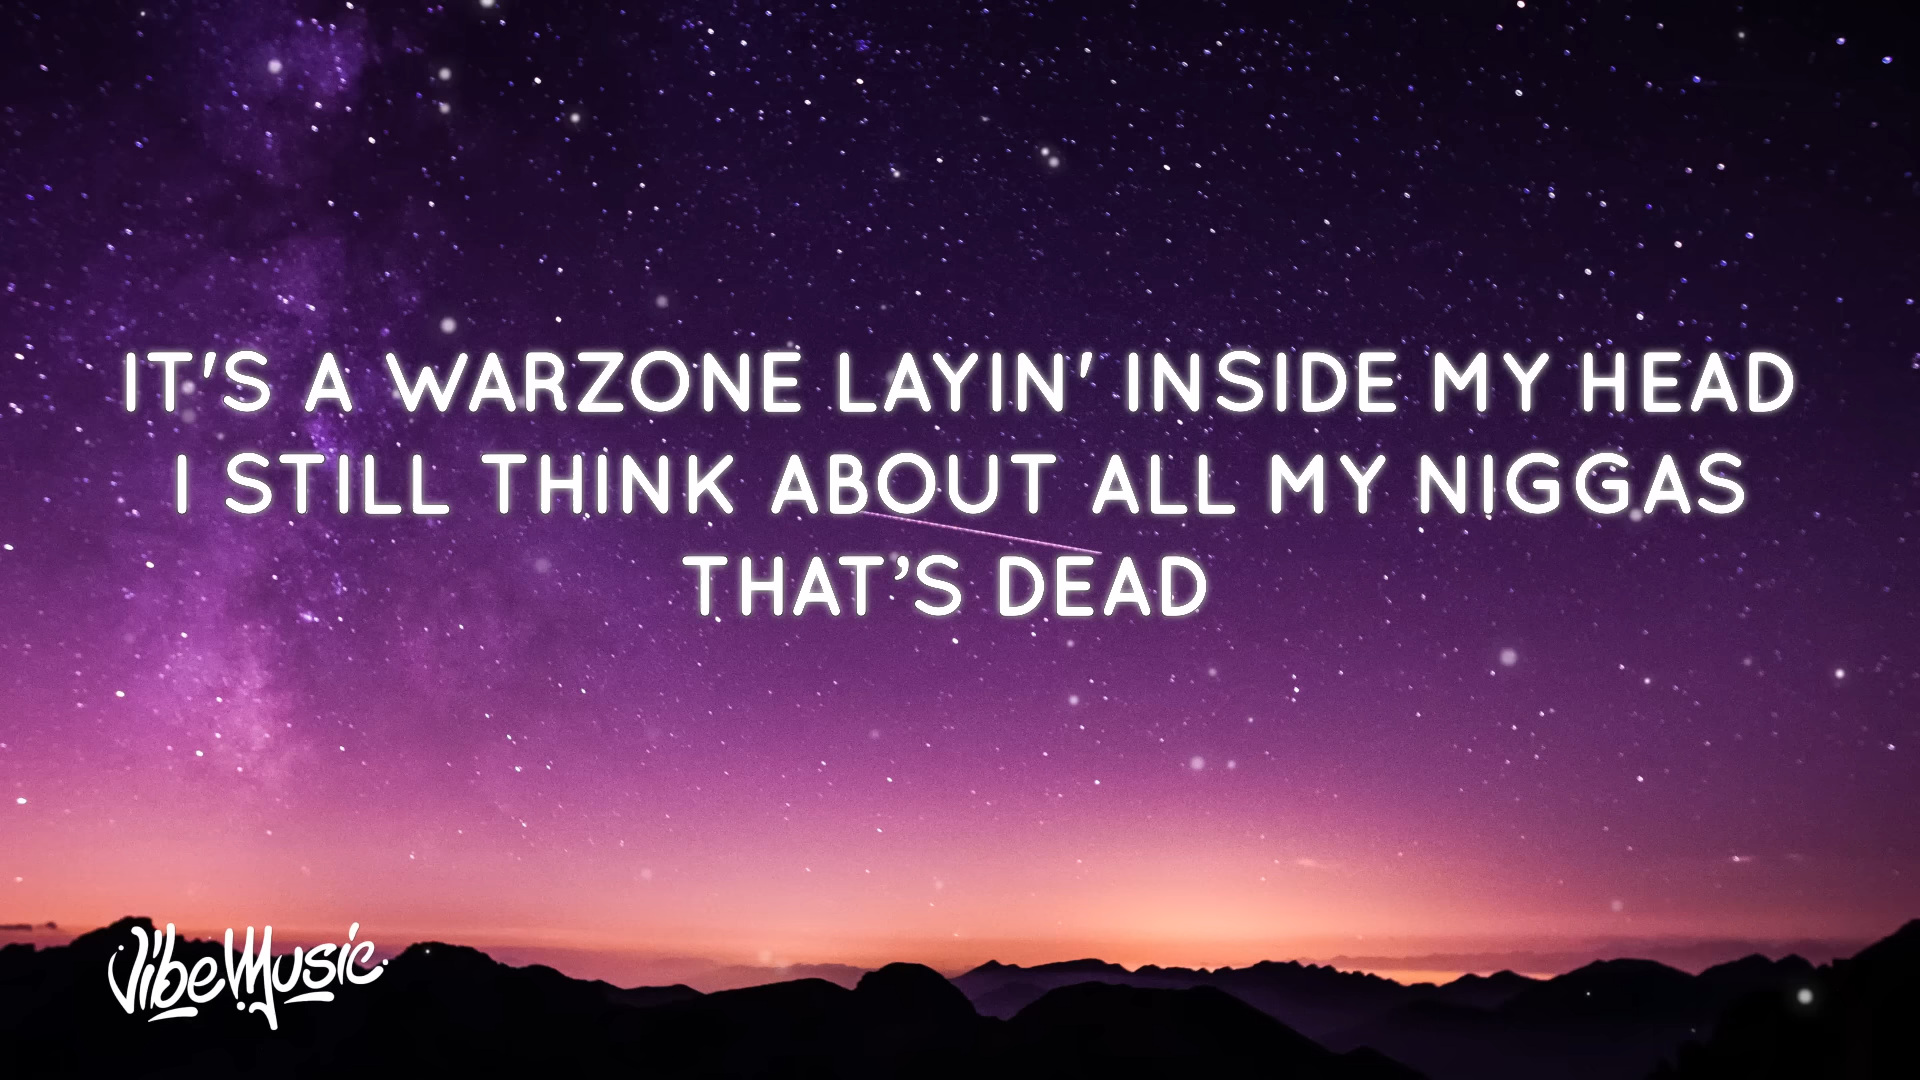 IT'S A WARZONE LAYIN' INSIDE MY HEAD
I STILL THINK ABOUT ALL MY NIGGAS
THAT’S DEAD
VibeMusic